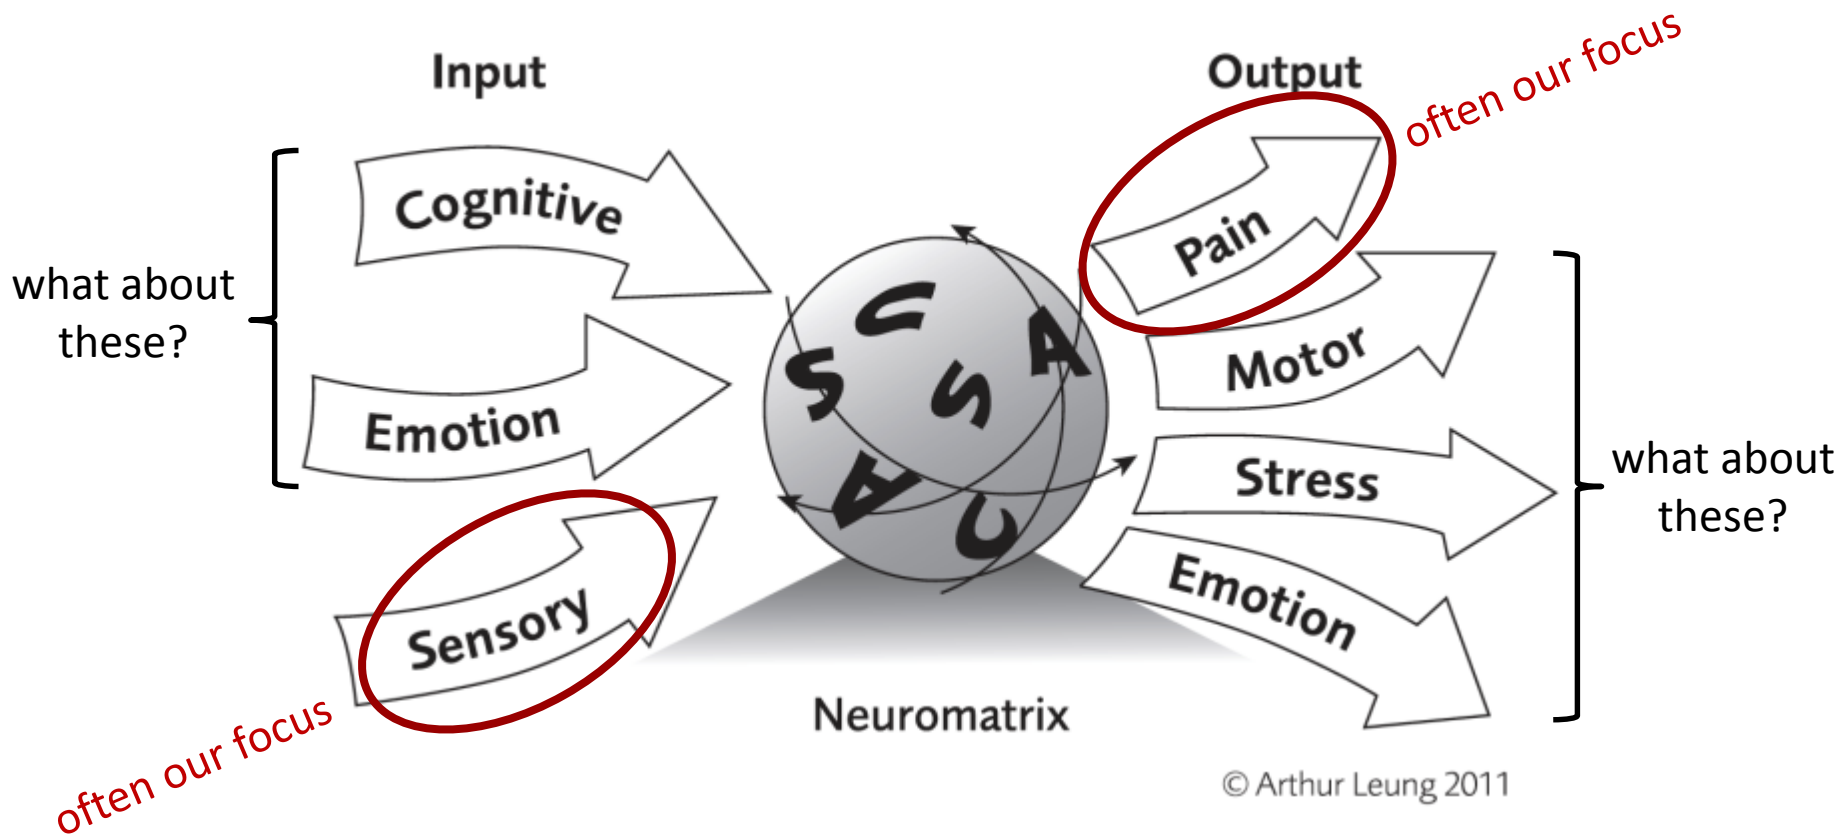 Input
Output
often our focus
Cognitive
Pain
what about
these?
Motor
Emotion
S
C
A
S
A
C
Stress
what about
these?
Sensory
Emotion
often our focus
Neuromatrix
© Arthur Leung 2011